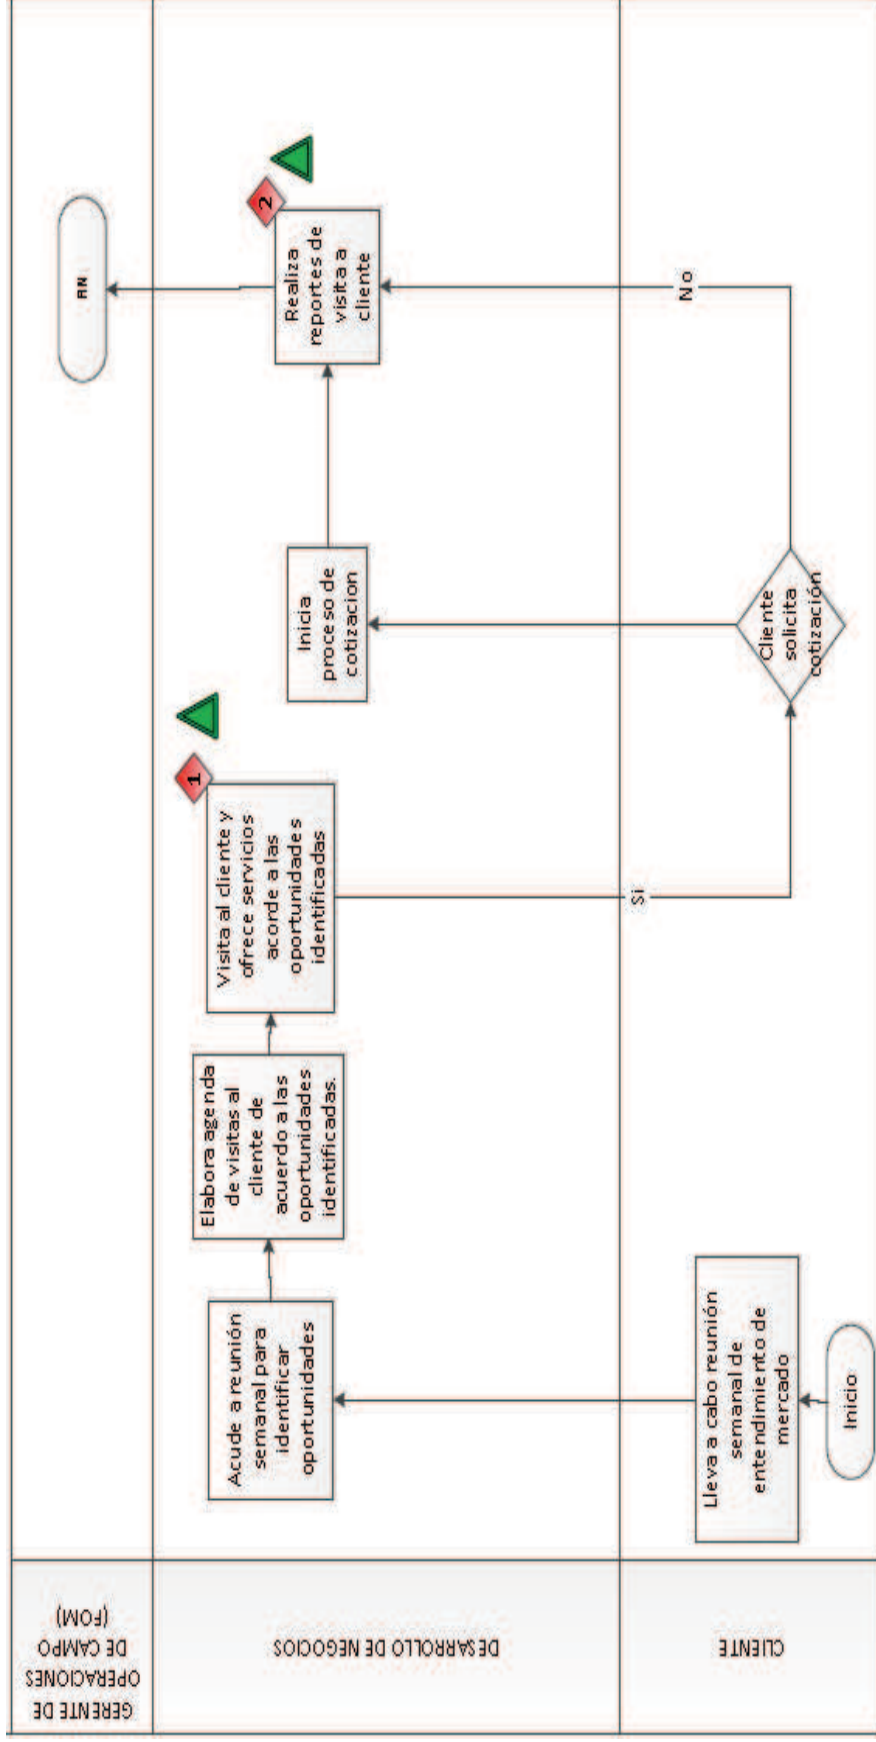 GERENTE DE
OPERACIONES
DE CAMPO
(FOM)
FIN
DESARROLLO DE NEGOCIOS
Acude a reunión
semanal para
identificar
oportunidades
Elabora agenda
de visitas al
cliente de
acuerdo a las
oportunidades
identificadas.
1
Visita al cliente y
ofrece servicios
acorde a las
oportunidades
identificadas
Inicia
proceso de
cotizacion
2
Realiza
reportes de
visita a
cliente
CLIENTE
Inicio
Lleva a cabo reunión
semanal de
entendimiento de
mercado
Si
Cliente
solicita
cotización
No